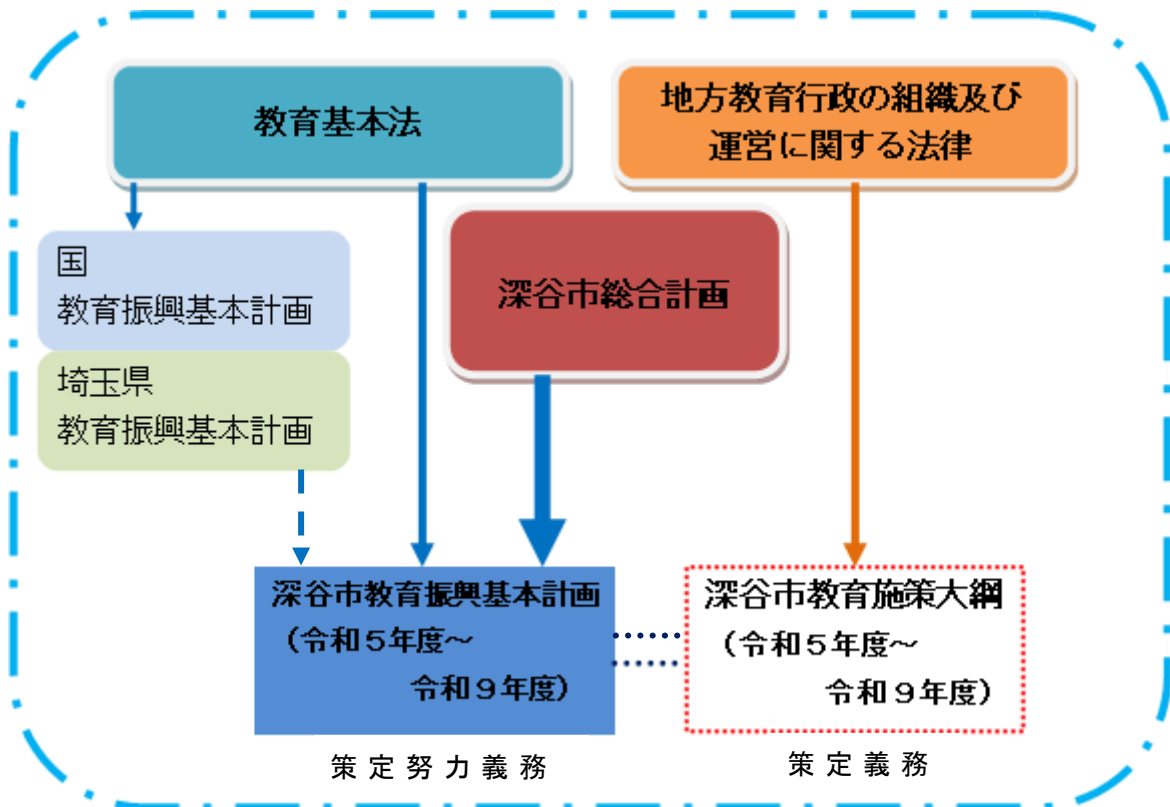 教育基本法
地方教育行政の組織及び
運営に関する法律
国
教育振興基本計画
深谷市総合計画
埼玉県
教育振興基本計画
深谷市教育振興基本計画
（令和５年度～
令和９年度）
深谷市教育施策大綱
（令和５年度～
令和９年度）
策定努力義務
策定義務